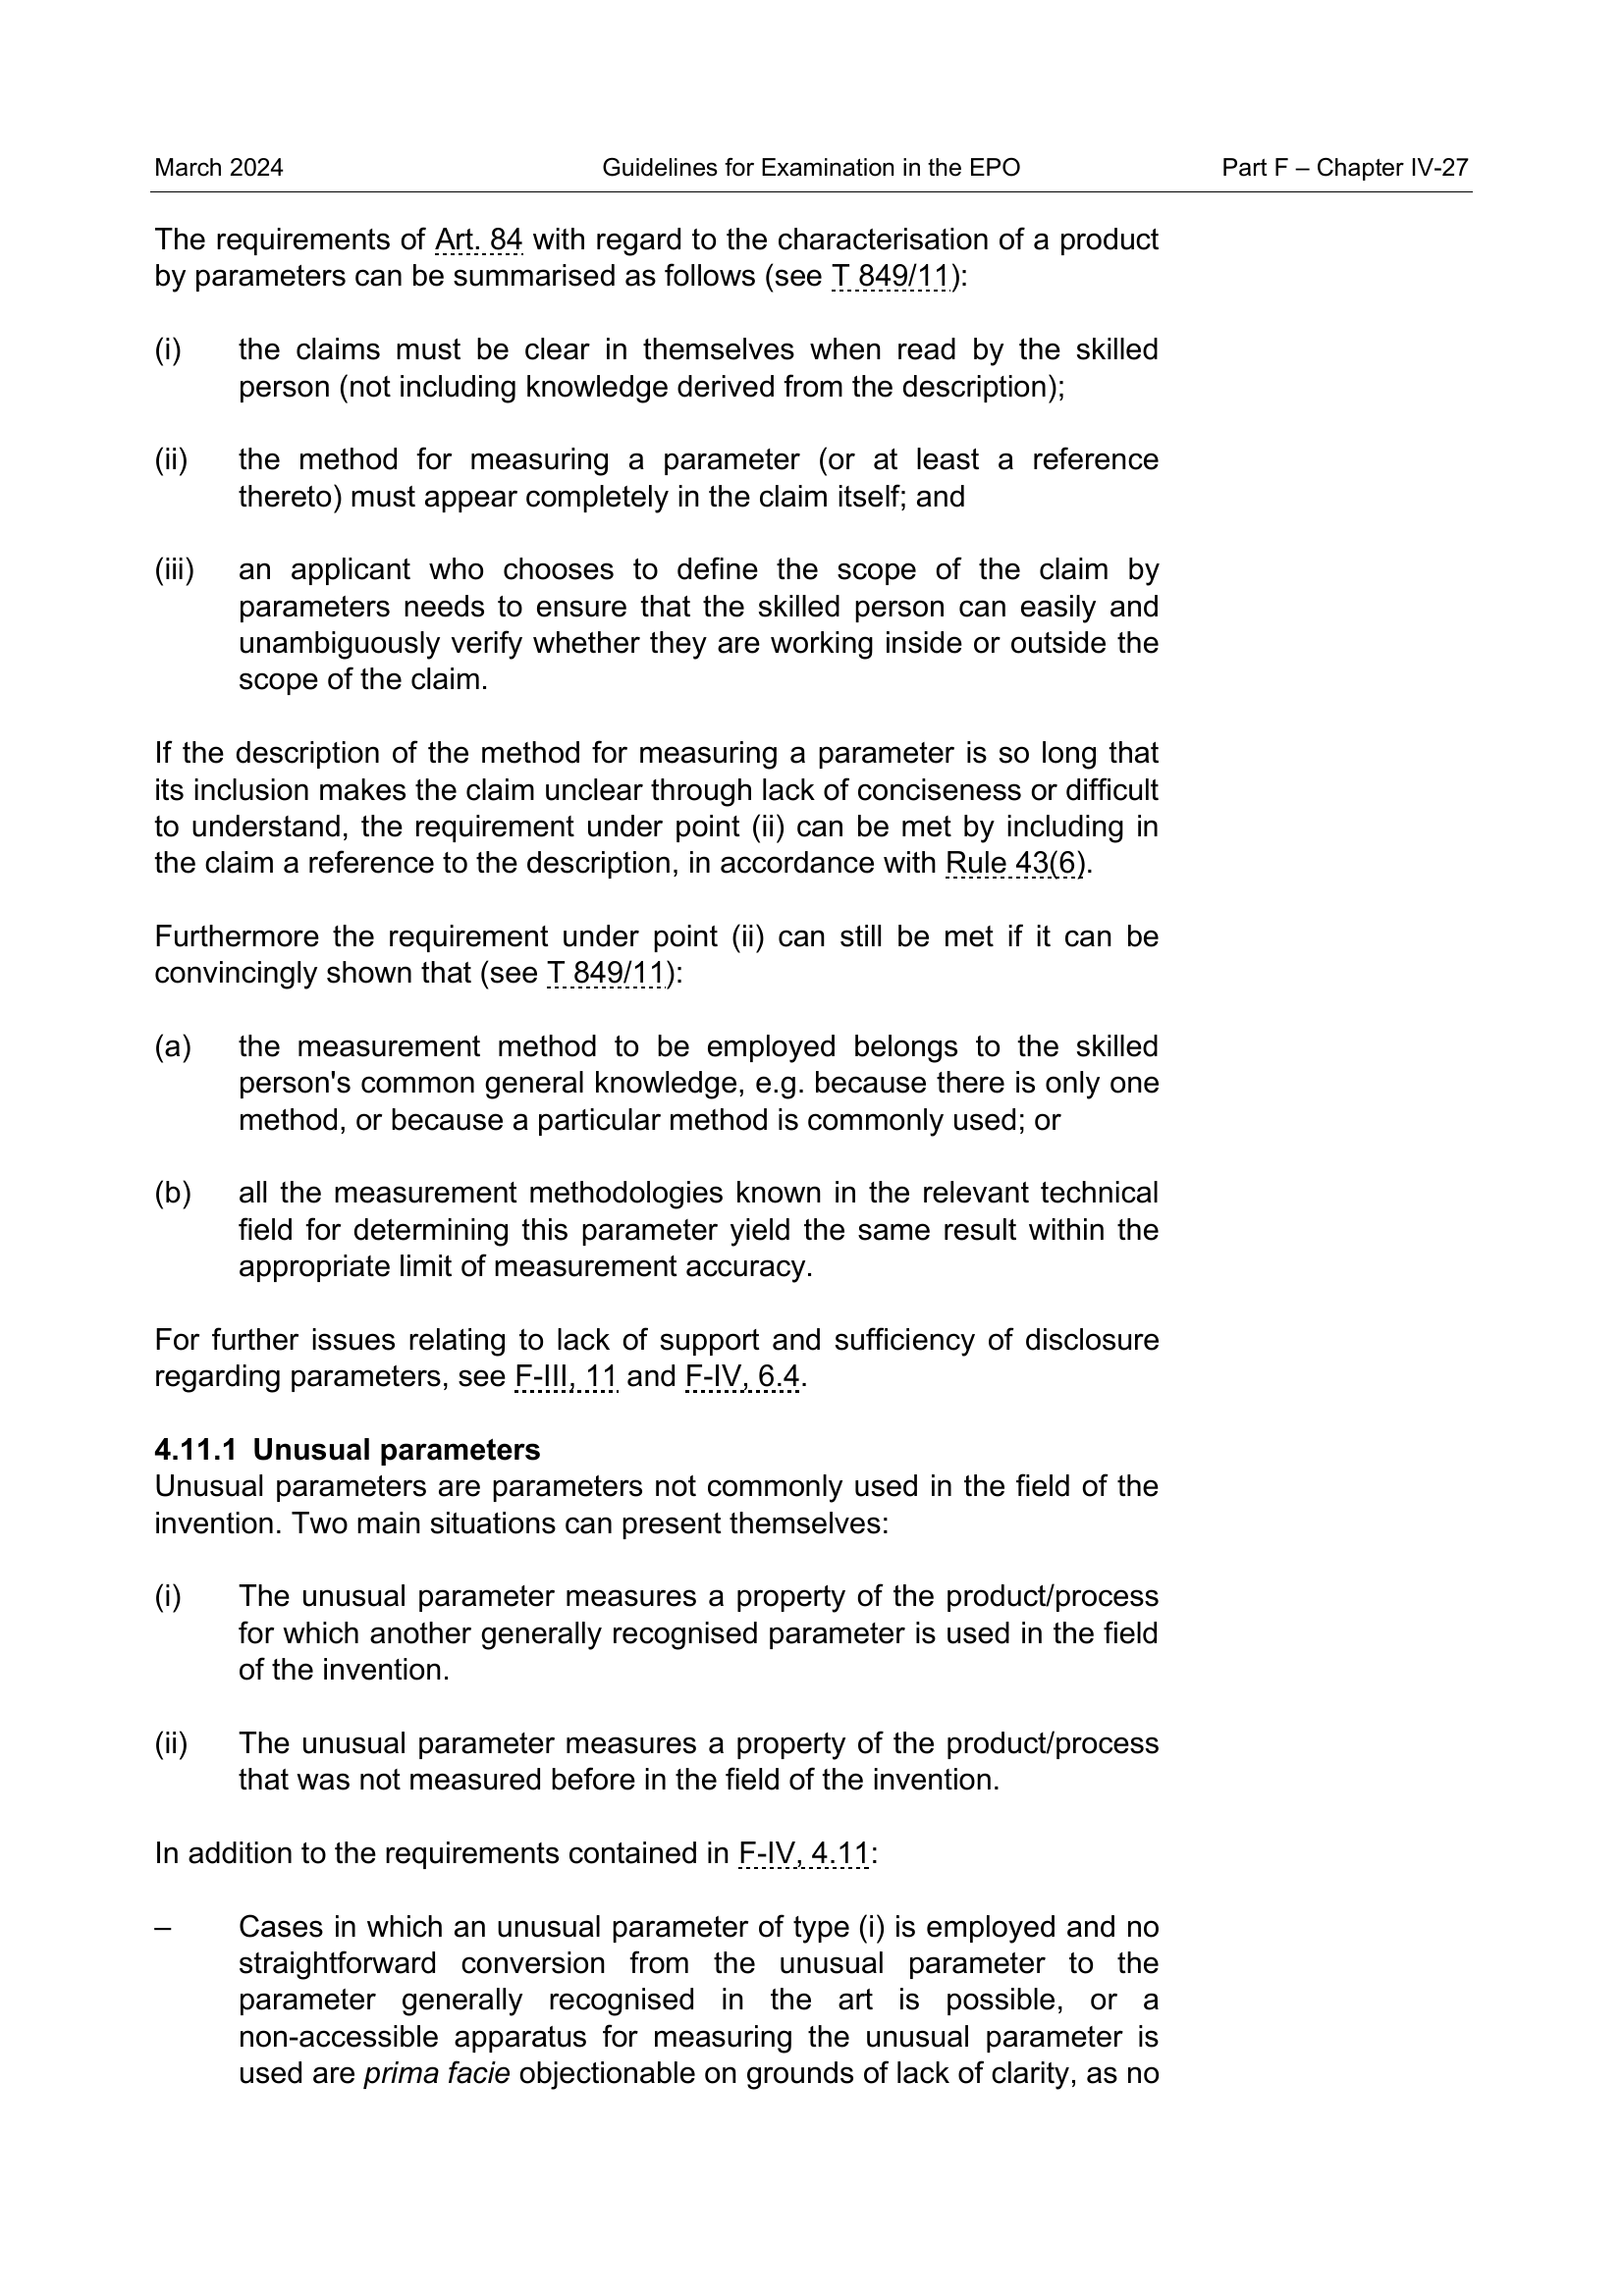 March 2024 Guidelines for Examination in the EPO Part F – Chapter IV-27
The requirements of Art. 84 with regard to the characterisation of a product
by parameters can be summarised as follows (see T 849/11):
(i) the claims must be clear in themselves when read by the skilled
person (not including knowledge derived from the description);
(ii) the method for measuring a parameter (or at least a reference
thereto) must appear completely in the claim itself; and
(iii) an applicant who chooses to define the scope of the claim by
parameters needs to ensure that the skilled person can easily and
unambiguously verify whether they are working inside or outside the
scope of the claim.
If the description of the method for measuring a parameter is so long that
its inclusion makes the claim unclear through lack of conciseness or difficult
to understand, the requirement under point (ii) can be met by including in
the claim a reference to the description, in accordance with Rule 43(6).
Furthermore the requirement under point (ii) can still be met if it can be
convincingly shown that (see T 849/11):
(a) the measurement method to be employed belongs to the skilled
person's common general knowledge, e.g. because there is only one
method, or because a particular method is commonly used; or
(b) all the measurement methodologies known in the relevant technical
field for determining this parameter yield the same result within the
appropriate limit of measurement accuracy.
For further issues relating to lack of support and sufficiency of disclosure
regarding parameters, see F-III, 11 and F-IV, 6.4.
4.11.1 Unusual parameters
Unusual parameters are parameters not commonly used in the field of the
invention. Two main situations can present themselves:
(i) The unusual parameter measures a property of the product/process
for which another generally recognised parameter is used in the field
of the invention.
(ii) The unusual parameter measures a property of the product/process
that was not measured before in the field of the invention.
In addition to the requirements contained in F-IV, 4.11:
– Cases in which an unusual parameter of type (i) is employed and no
straightforward conversion from the unusual parameter to the
parameter generally recognised in the art is possible, or a
non-accessible apparatus for measuring the unusual parameter is
used are prima facie objectionable on grounds of lack of clarity, as no